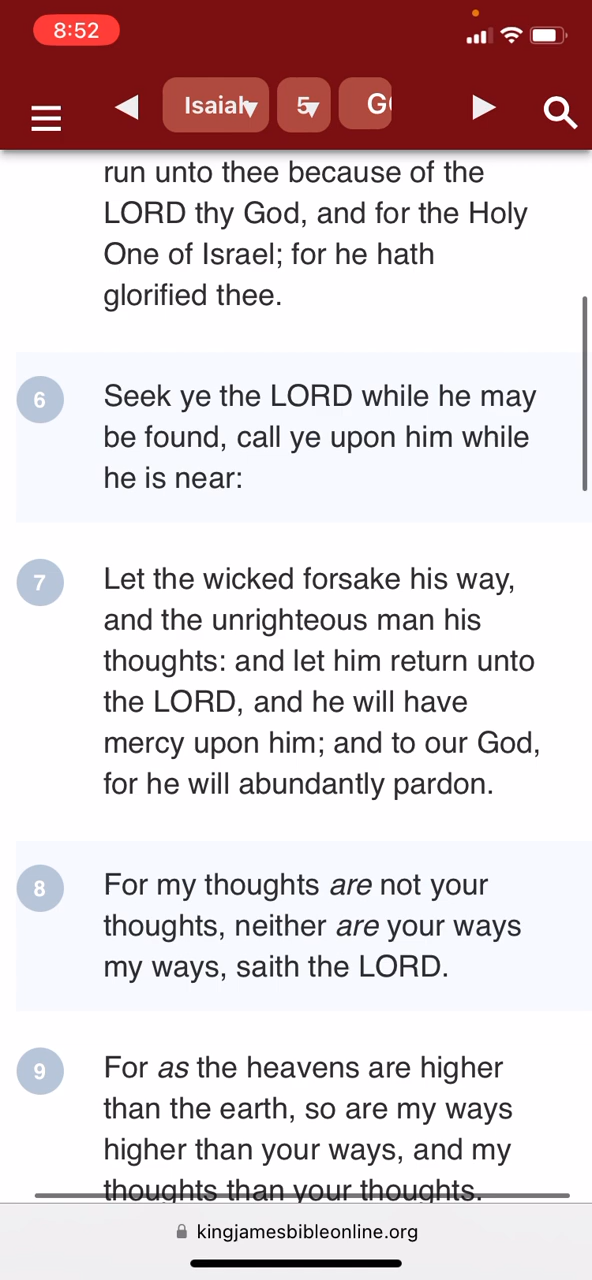 8:52
Isaiah
5
G
run unto thee because of the
LORD thy God, and for the Holy
One of Israel; for he hath
glorified thee.
6
Seek ye the LORD while he may
be found, call ye upon him while
he is near:
7
Let the wicked forsake his way,
and the unrighteous man his
thoughts: and let him return unto
the LORD, and he will have
mercy upon him; and to our God,
for he will abundantly pardon.
8
For my thoughts are not your
thoughts, neither are your ways
my ways, saith the LORD.
9
For as the heavens are higher
than the earth, so are my ways
higher than your ways, and my
thoughts than your thoughts.
kingjamesbibleonline.org